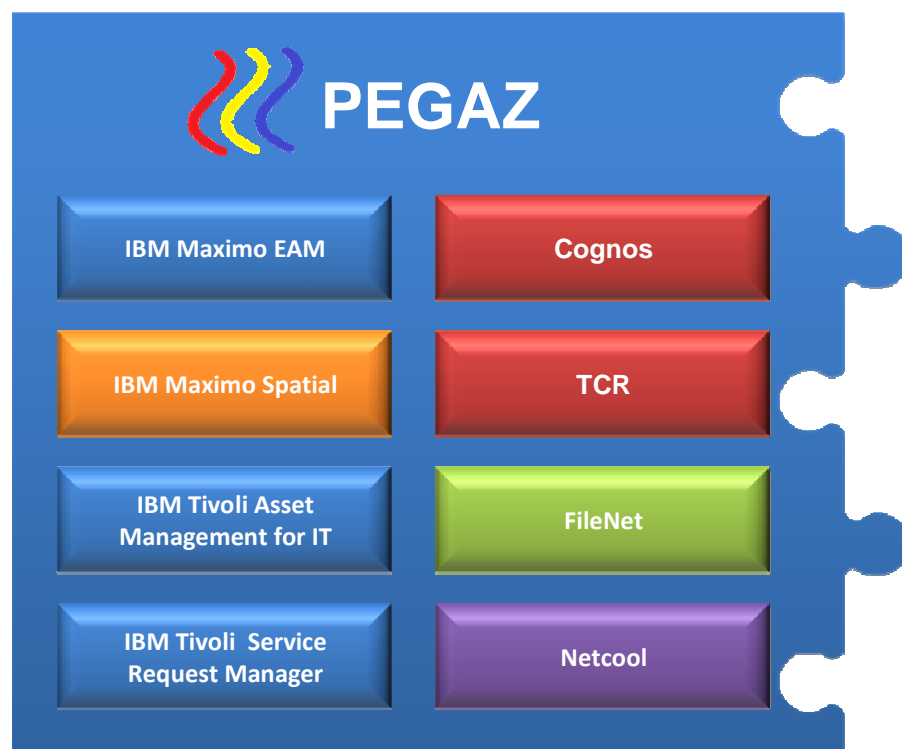 PEGAZ
IBM Maximo EAM
Cognos
IBM Maximo Spatial
TCR
IBM Tivoli Asset
Management for IT
FileNet
IBM Tivoli Service
Request Manager
Netcool